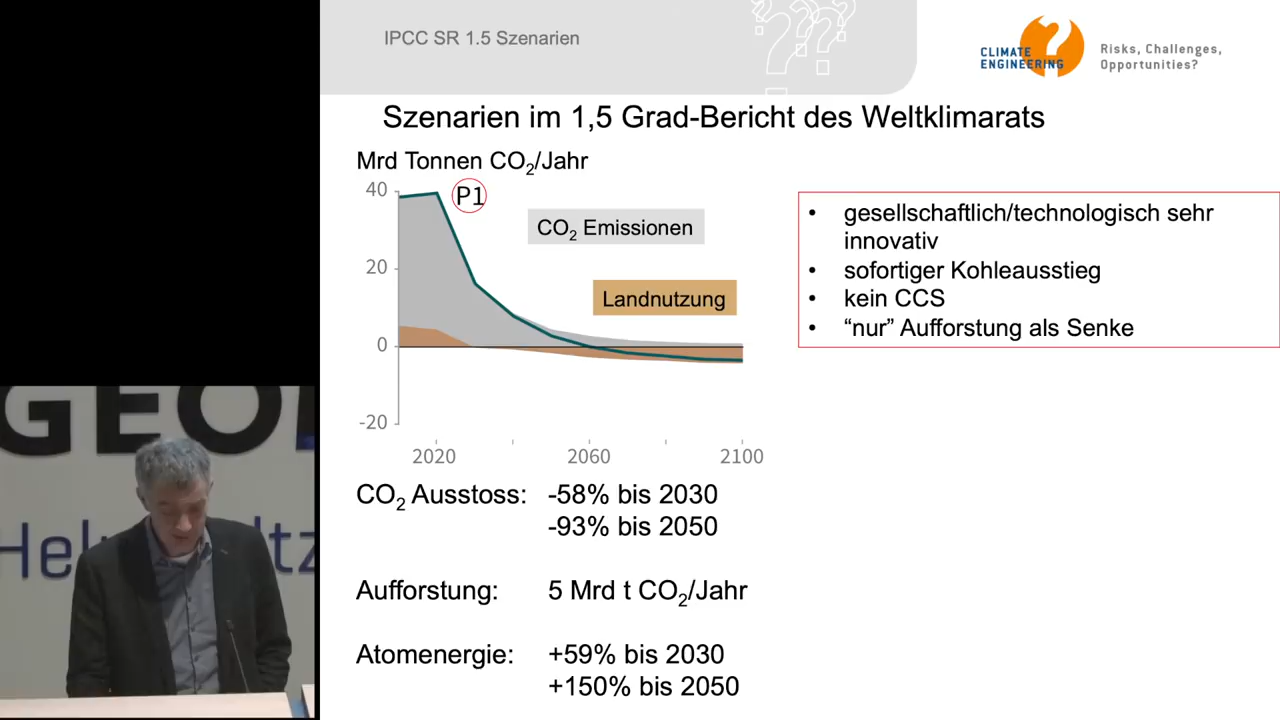 IPCC SR 1.5 Szenarien
CLIMATE
ENGINEERING
Risks, Challenges,
Opportunities?
Szenarien im 1,5 Grad-Bericht des Weltklimarats
Mrd Tonnen CO₂/Jahr
40
P1
CO₂ Emissionen
20
Landnutzung
0
-20
2020
2060
2100
• gesellschaftlich/technologisch sehr
innovativ
• sofortiger Kohleausstieg
• kein CCS
• “nur” Aufforstung als Senke
CO₂ Ausstoss: -58% bis 2030
-93% bis 2050
Aufforstung: 5 Mrd t CO₂/Jahr
Atomenergie: +59% bis 2030
+150% bis 2050